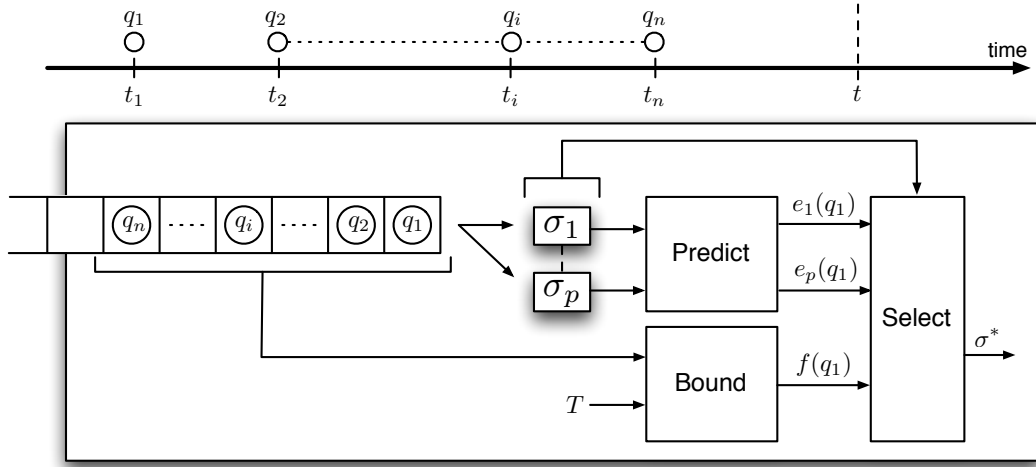 q₁ q₂ qᵢ qₙ
time
t₁ t₂ tᵢ tₙ t
qₙ ····· qᵢ ····· q₂ q₁
σ₁
σₚ
Predict
e₁(q₁)
eₚ(q₁)
Select
σ*
Bound
f(q₁)
T